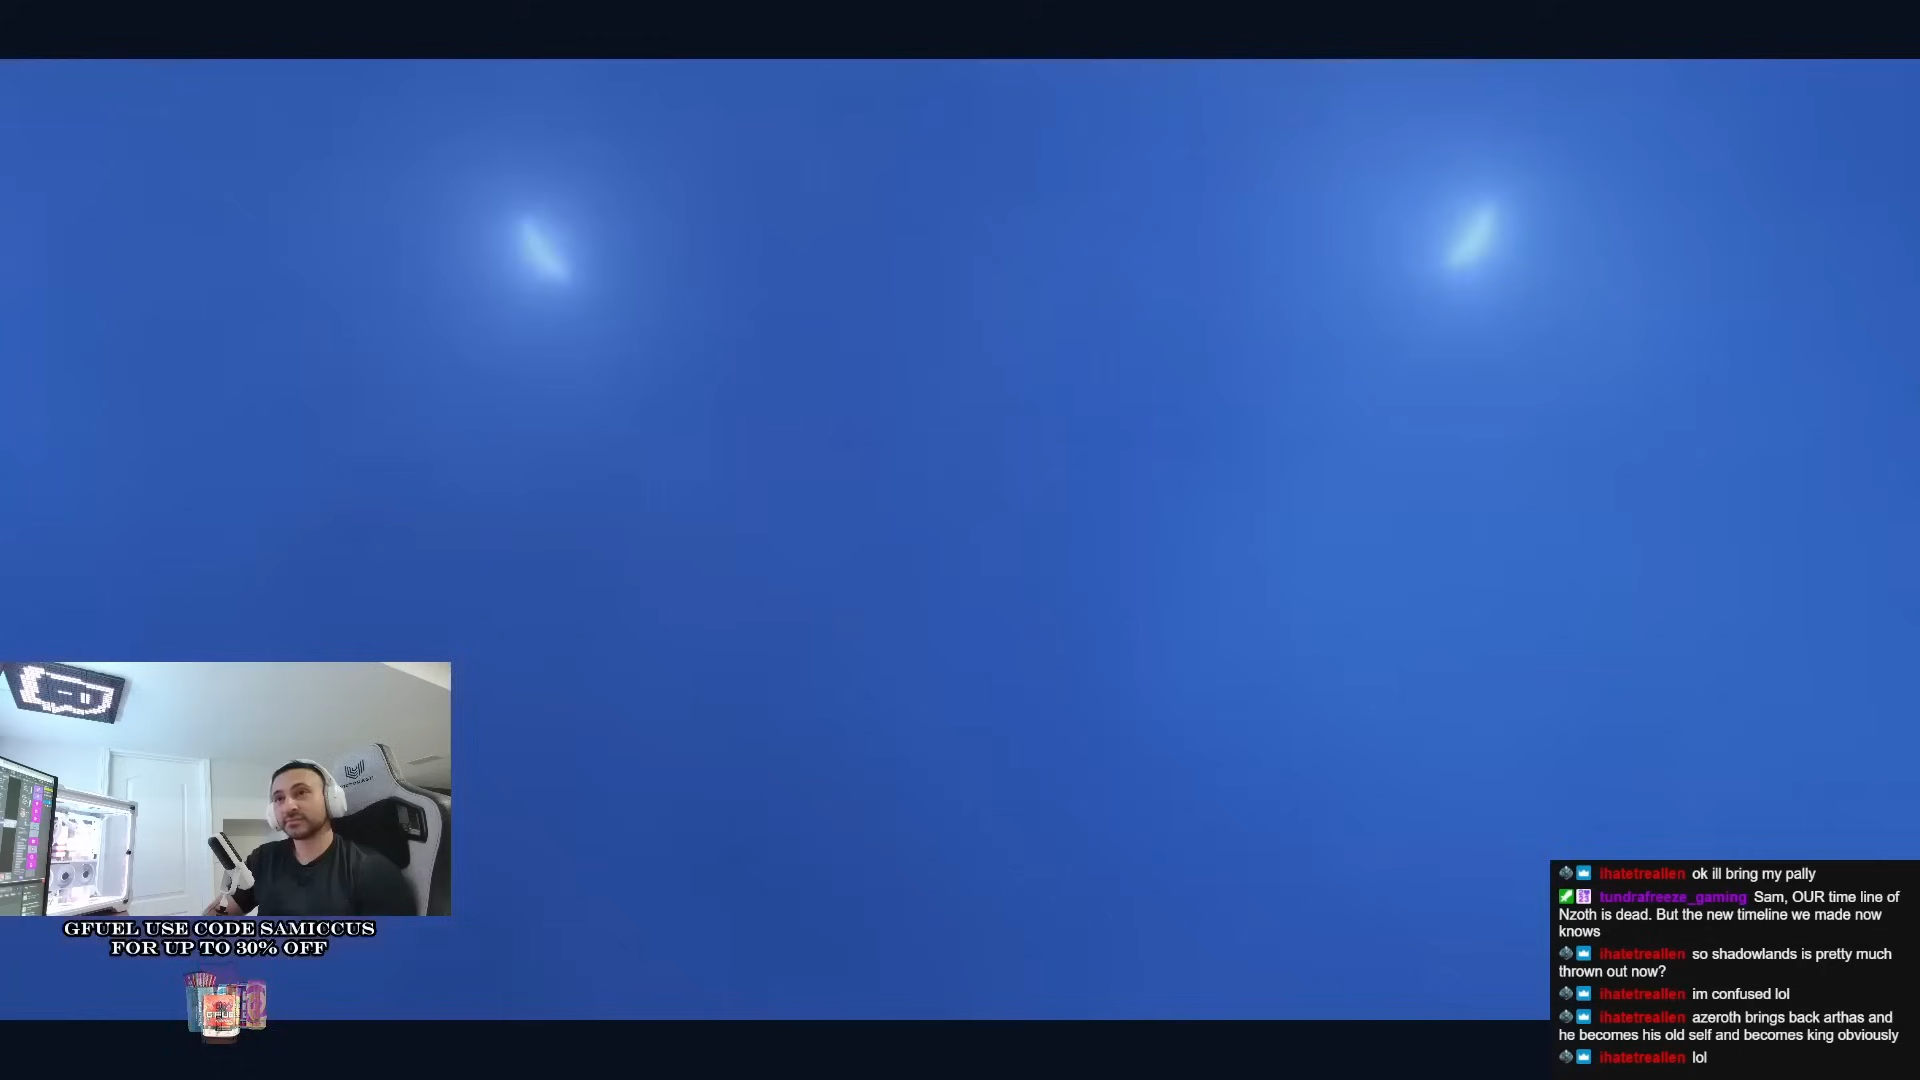 GFUEL USE CODE SAMICCUS
FOR UP TO 30% OFF
GFUEL
ihatetreallen ok ill bring my pally
tundrafreeze_gaming Sam, OUR time line of
Nzoth is dead. But the new timeline we made now
knows
ihatetreallen so shadowlands is pretty much
thrown out now?
ihatetreallen im confused lol
ihatetreallen azeroth brings back arthas and
he becomes his old self and becomes king obviously
ihatetreallen lol